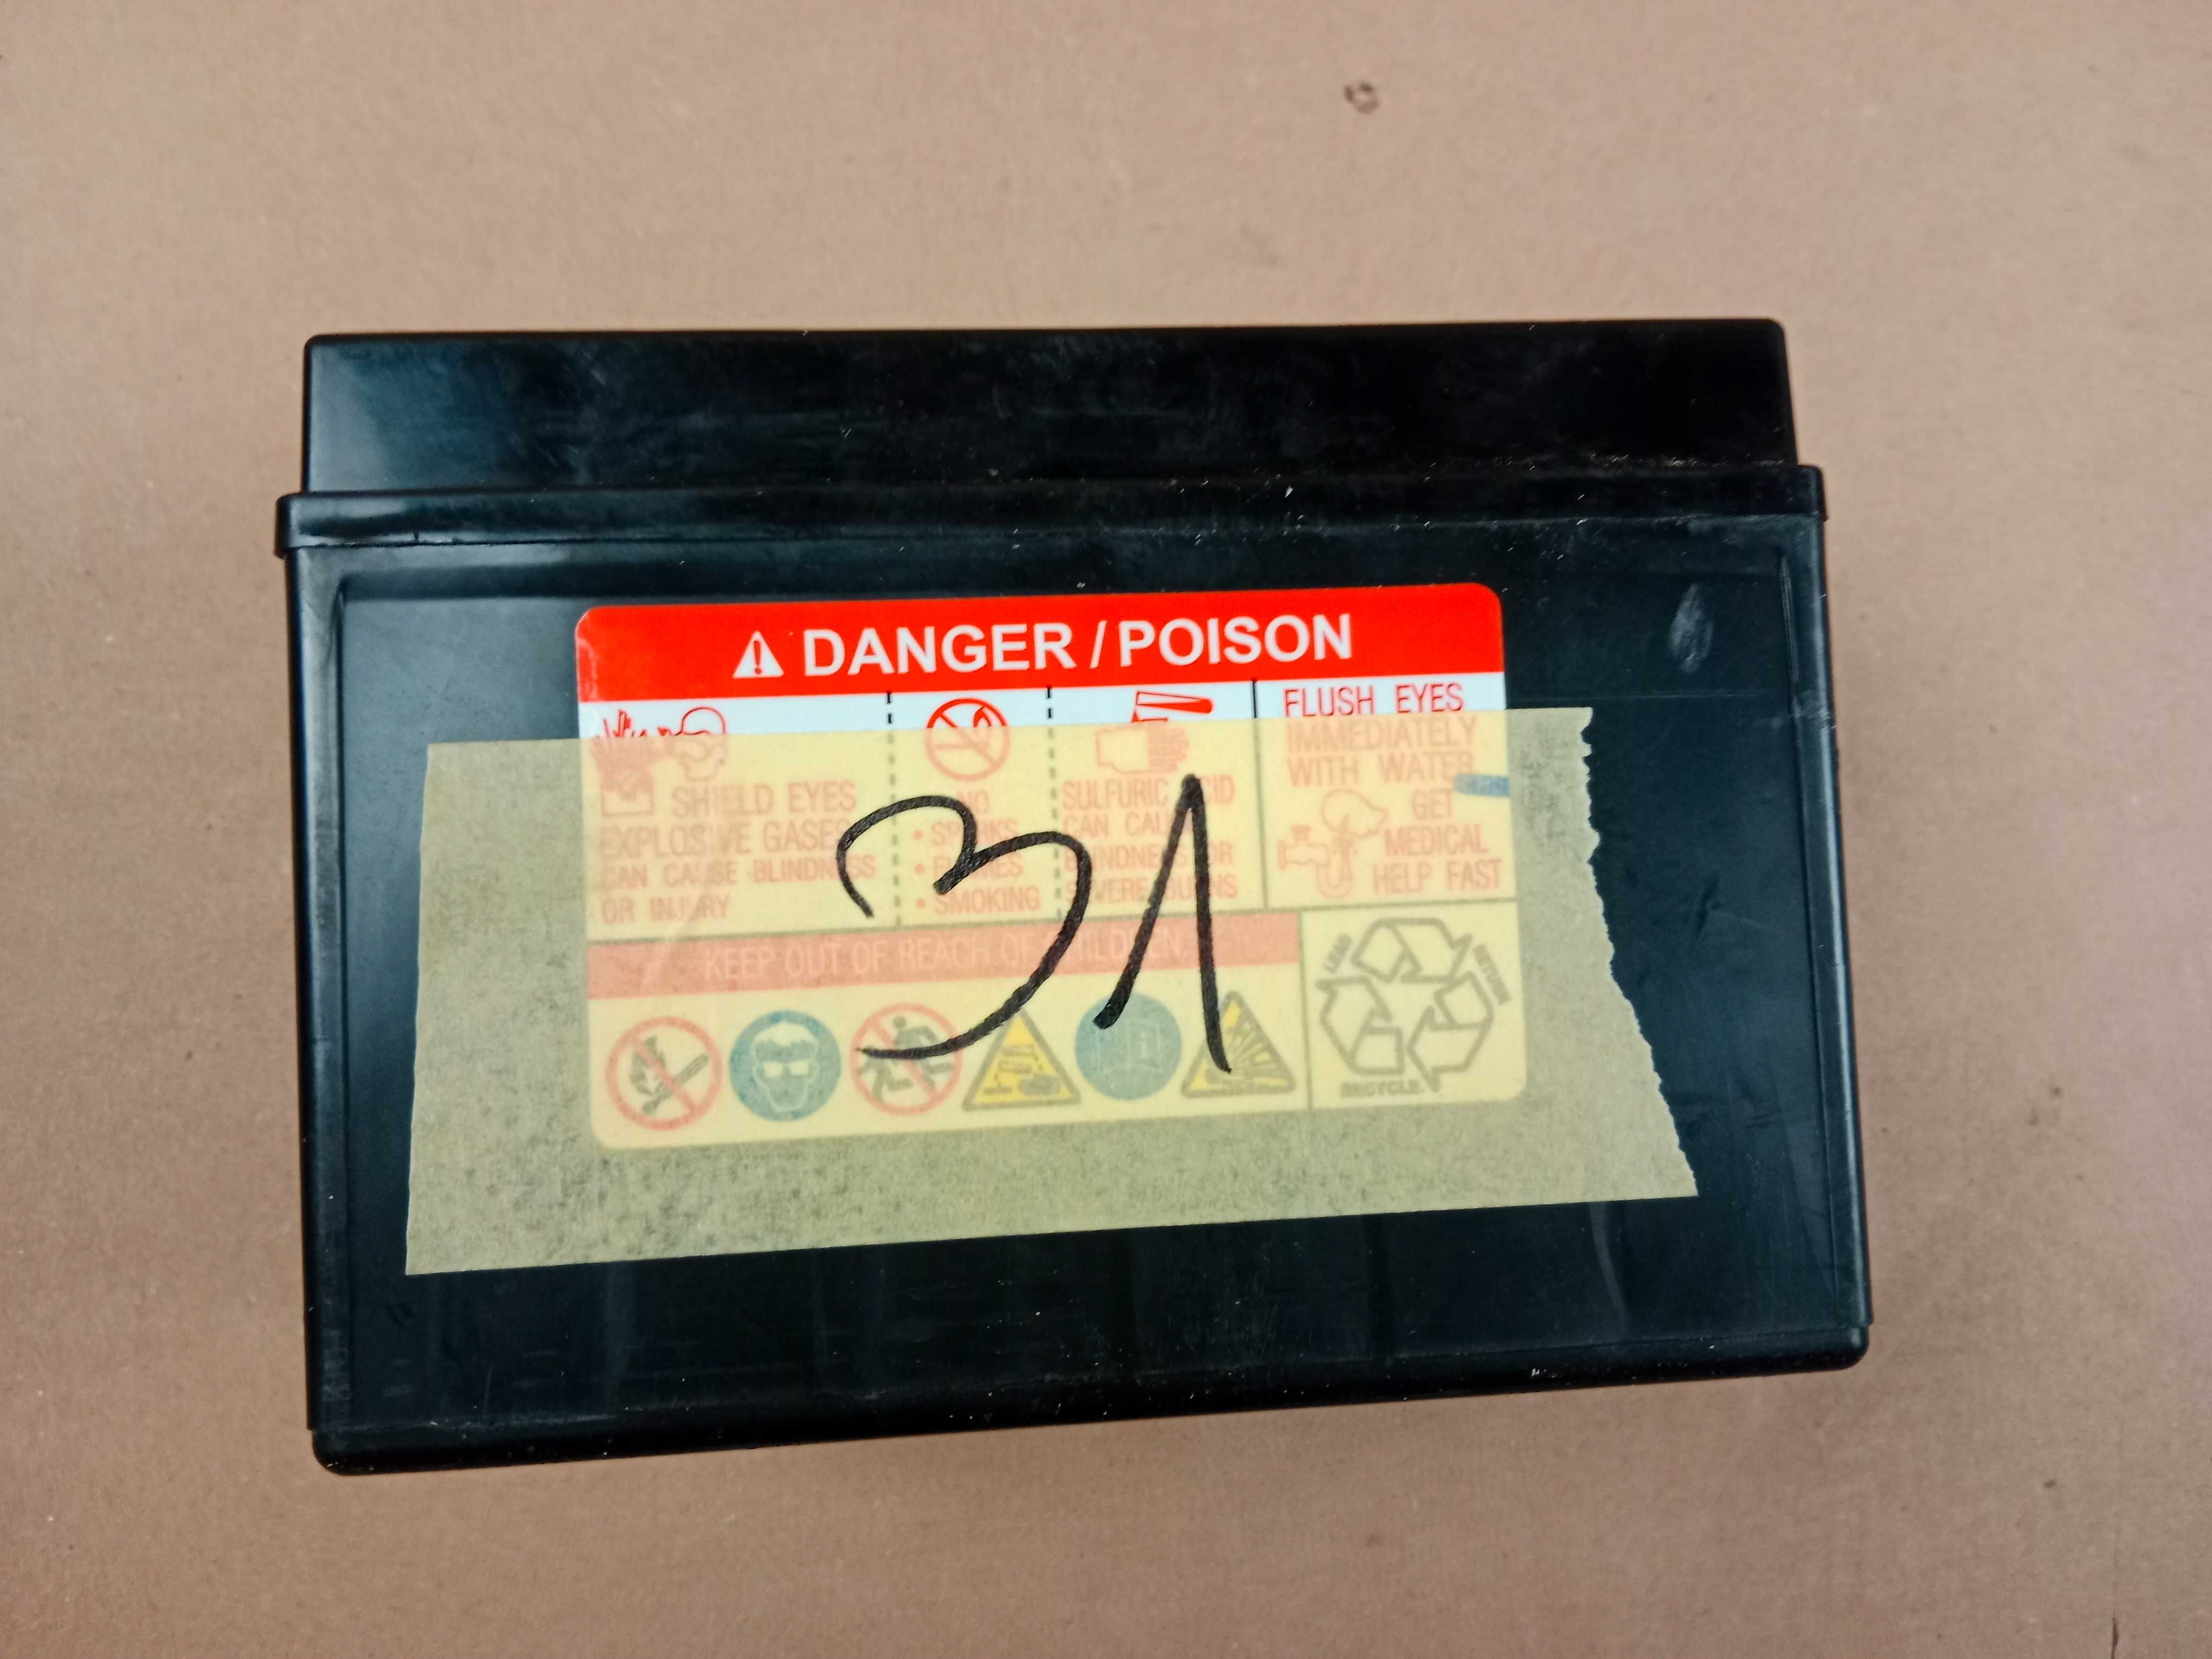 DANGER / POISON
SHIELD EYES
EXPLOSIVE GASES
CAN CAUSE BLINDNESS
OR INJURY
NO
• SPARKS
• FLAMES
• SMOKING
SULFURIC ACID
CAN CAUSE
BLINDNESS OR
SEVERE BURNS
FLUSH EYES
IMMEDIATELY
WITH WATER
GET
MEDICAL
HELP FAST
KEEP OUT OF REACH OF CHILDREN.
LEAD
RETURN
RECYCLE
31